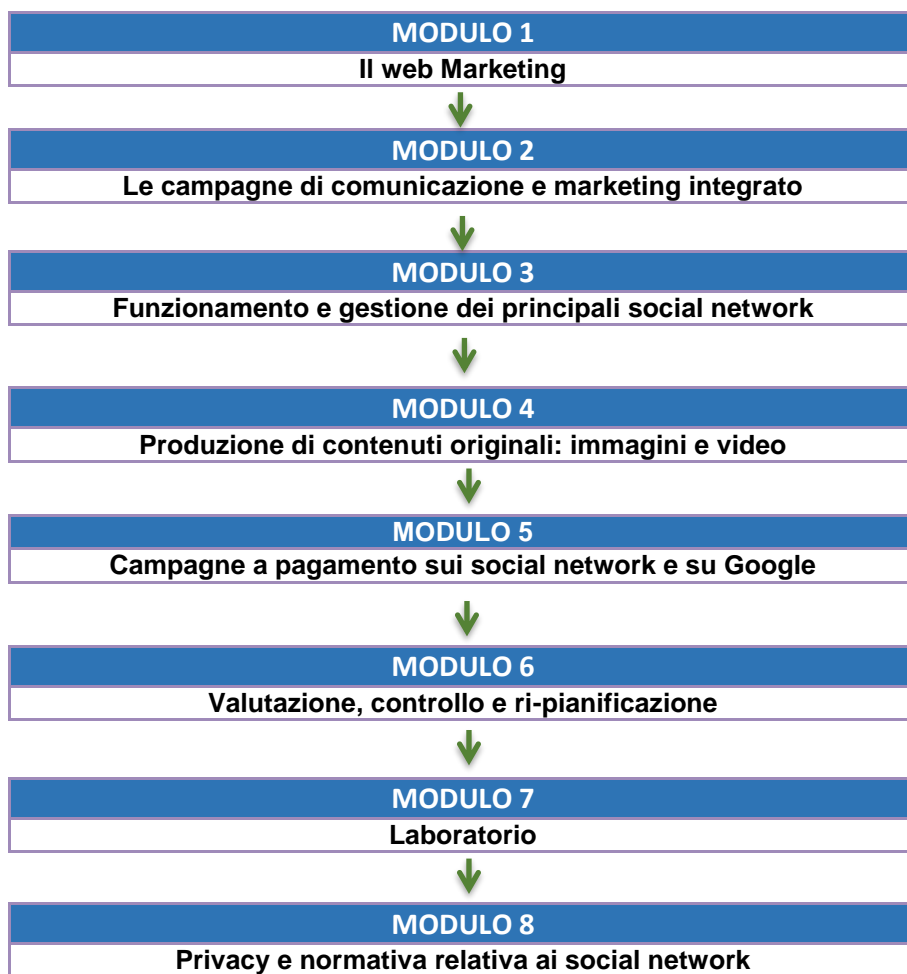 MODULO 1
Il web Marketing
MODULO 2
Le campagne di comunicazione e marketing integrato
MODULO 3
Funzionamento e gestione dei principali social network
MODULO 4
Produzione di contenuti originali: immagini e video
MODULO 5
Campagne a pagamento sui social network e su Google
MODULO 6
Valutazione, controllo e ri-pianificazione
MODULO 7
Laboratorio
MODULO 8
Privacy e normativa relativa ai social network